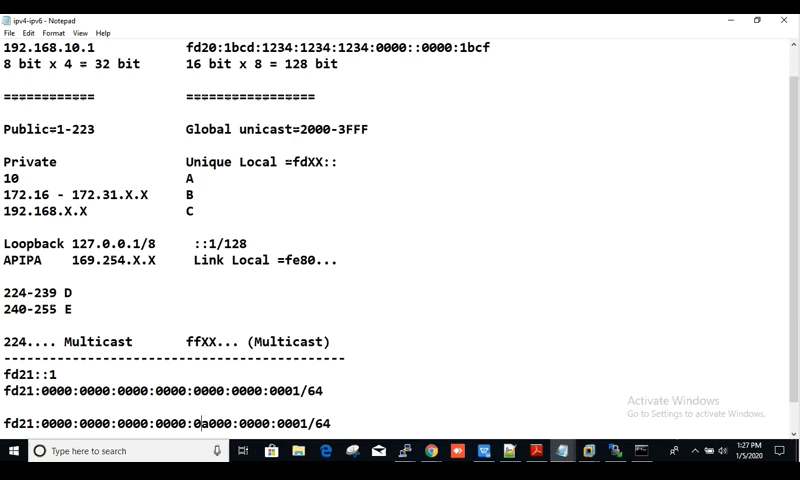 ipv4-ipv6 - Notepad
File Edit Format View Help
192.168.10.1 fd20:1bcd:1234:1234:1234:0000::0000:1bcf
8 bit x 4 = 32 bit 16 bit x 8 = 128 bit
============ =================
Public=1-223 Global unicast=2000-3FFF
Private Unique Local =fdXX::
10 A
172.16 - 172.31.X.X B
192.168.X.X C
Loopback 127.0.0.1/8 ::1/128
APIPA 169.254.X.X Link Local =fe80...
224-239 D
240-255 E
224.... Multicast ffXX... (Multicast)
---------------------------------------------
fd21::1
fd21:0000:0000:0000:0000:0000:0000:0001/64
fd21:0000:0000:0000:0000:0a000:0000:0001/64
Activate Windows
Go to Settings to activate Windows.
Type here to search
1:27 PM
1/5/2020